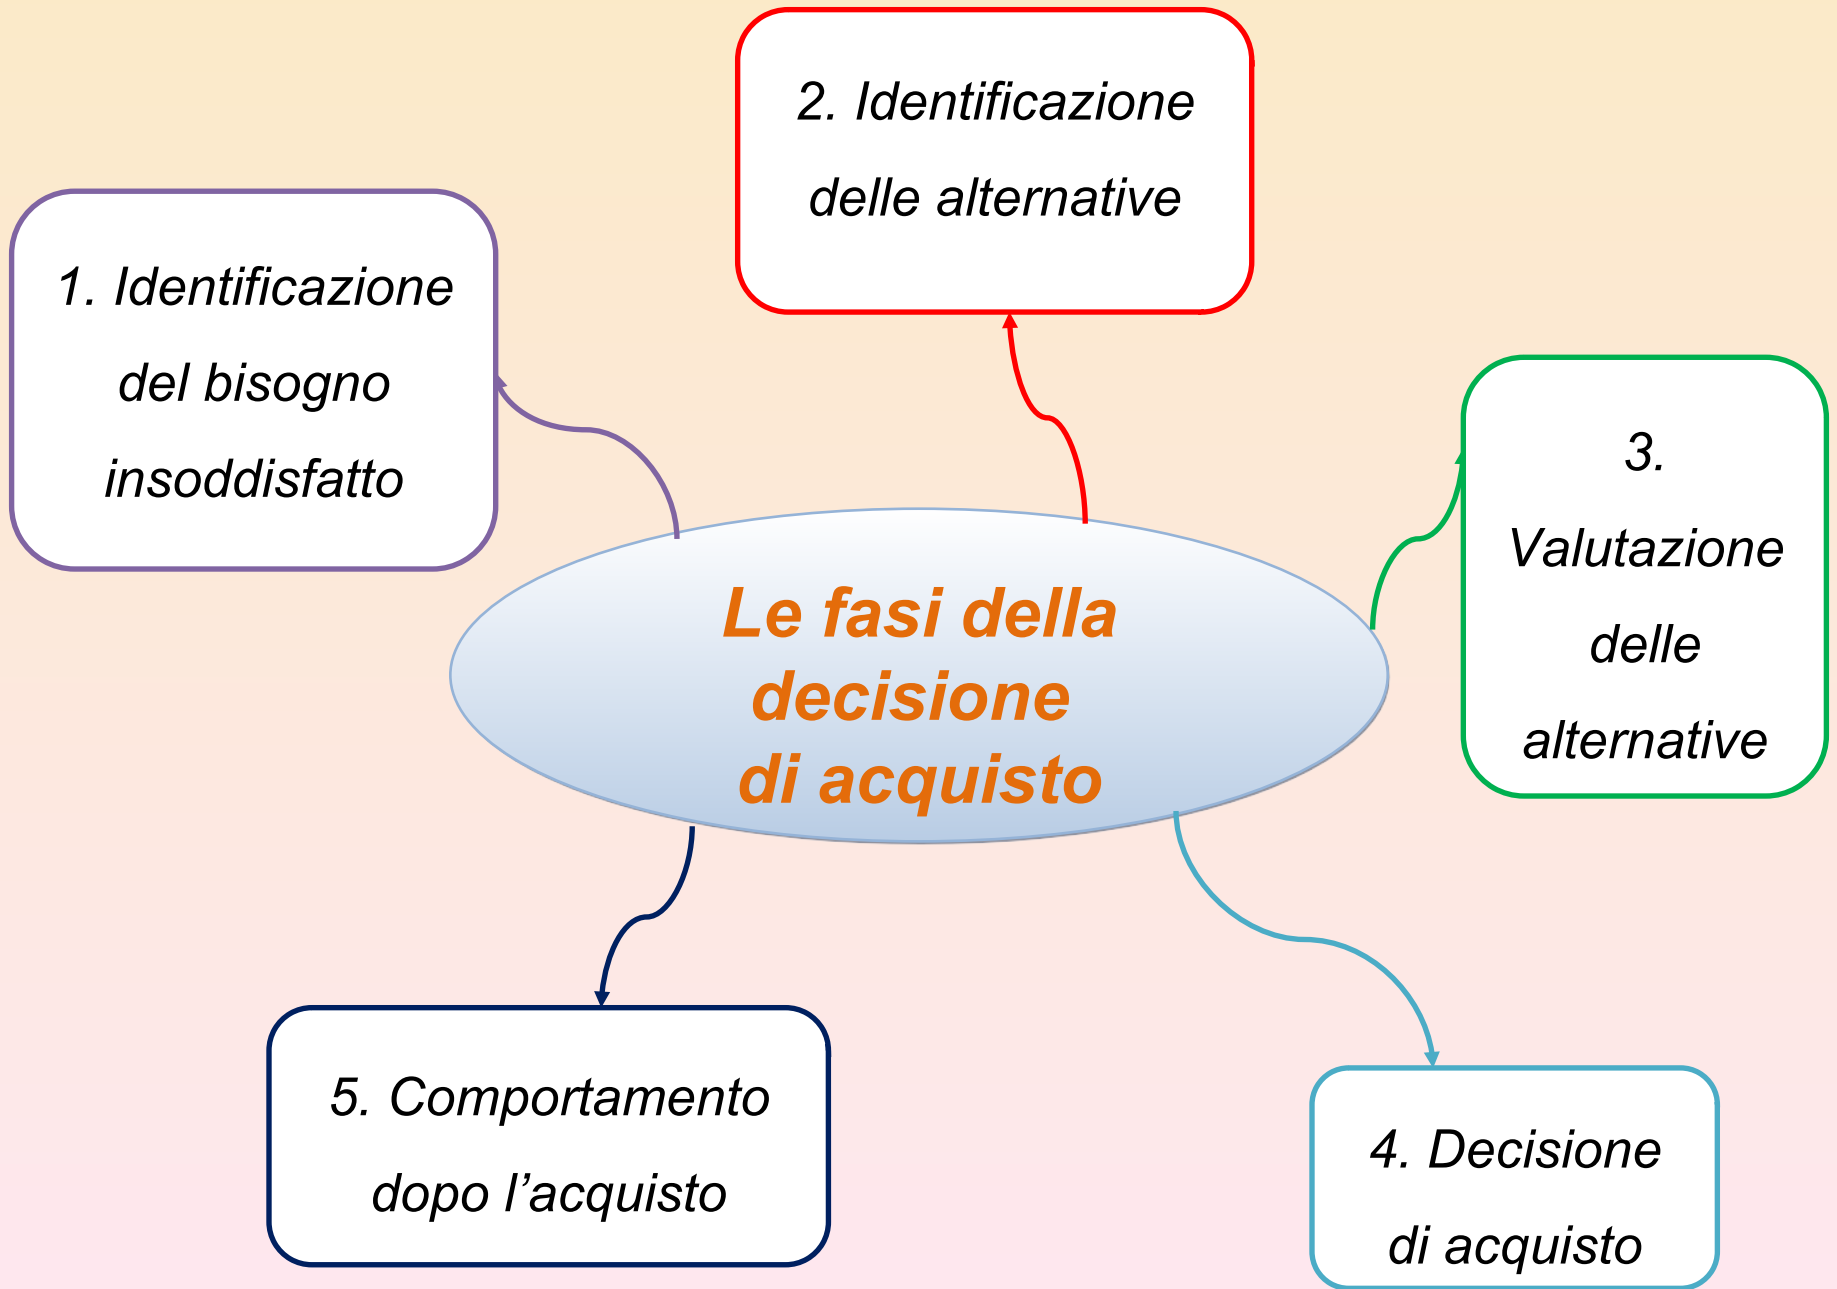 1. Identificazione
del bisogno
insoddisfatto
2. Identificazione
delle alternative
3.
Valutazione
delle
alternative
Le fasi della
decisione
di acquisto
4. Decisione
di acquisto
5. Comportamento
dopo l’acquisto